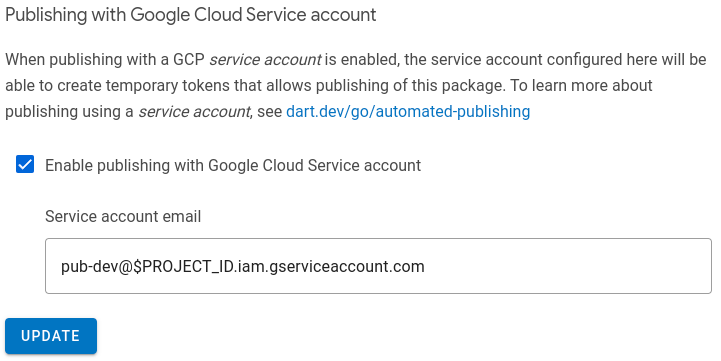 Publishing with Google Cloud Service account
When publishing with a GCP service account is enabled, the service account configured here will be
able to create temporary tokens that allows publishing of this package. To learn more about
publishing using a service account, see dart.dev/go/automated-publishing
Enable publishing with Google Cloud Service account
Service account email
pub-dev@$PROJECT_ID.iam.gserviceaccount.com
UPDATE